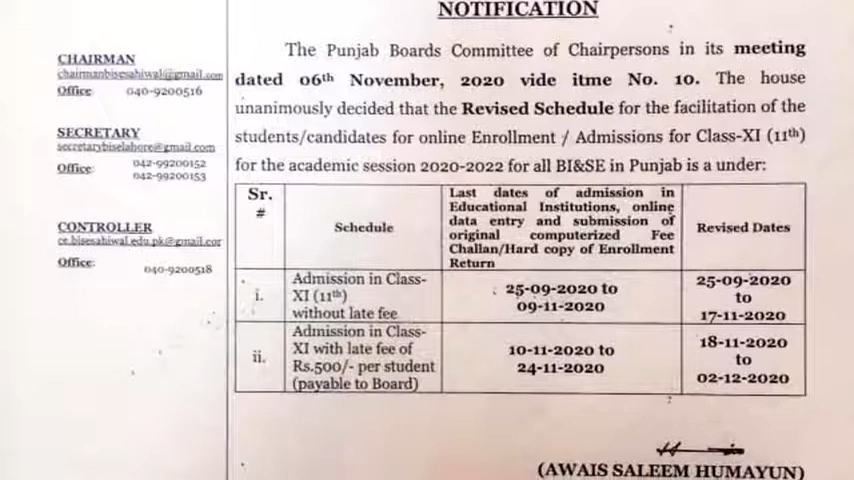 NOTIFICATION
CHAIRMAN
chairmanbisesahiwal@gmail.com
Office 040-9200516
SECRETARY
secretarybiselahore@gmail.com
Office: 042-99200152
042-99200153
CONTROLLER
ce.bisesahiwal.edu.pk@gmail.cor
Office: 040-9200518
The Punjab Boards Committee of Chairpersons in its meeting
dated 06th November, 2020 vide itme No. 10. The house
unanimously decided that the Revised Schedule for the facilitation of the
students/candidates for online Enrollment / Admissions for Class-XI (11th)
for the academic session 2020-2022 for all BI&SE in Punjab is a under:
Sr.
#
Schedule
Last dates of admission in
Educational Institutions, online
data entry and submission of
original computerized Fee
Challan/Hard copy of Enrollment
Return
Revised Dates
i.
Admission in Class-
XI (11th)
without late fee
25-09-2020 to
09-11-2020
25-09-2020
to
17-11-2020
ii.
Admission in Class-
XI with late fee of
Rs.500/- per student
(payable to Board)
10-11-2020 to
24-11-2020
18-11-2020
to
02-12-2020
(AWAIS SALEEM HUMAYUN)